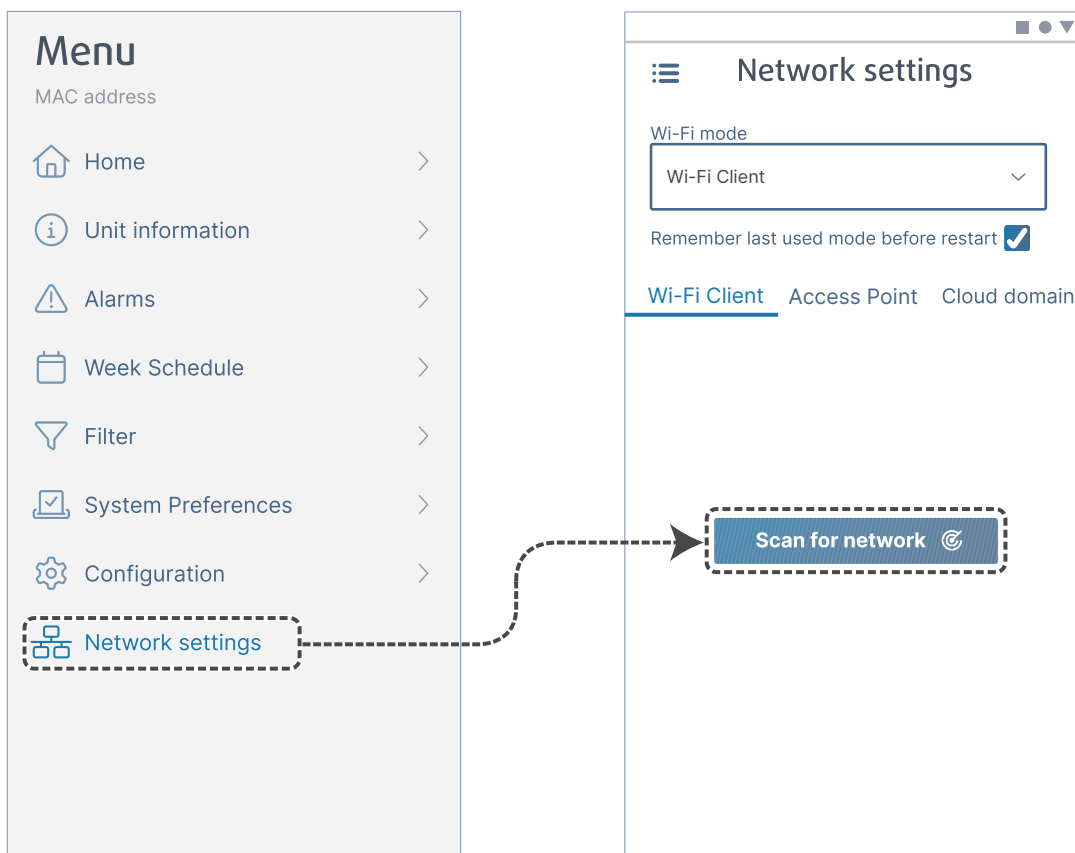 Menu
MAC address
Home
Unit information
Alarms
Week Schedule
Filter
System Preferences
Configuration
Network settings
Network settings
Wi-Fi mode
Wi-Fi Client
Remember last used mode before restart
Wi-Fi Client Access Point Cloud domain
Scan for network